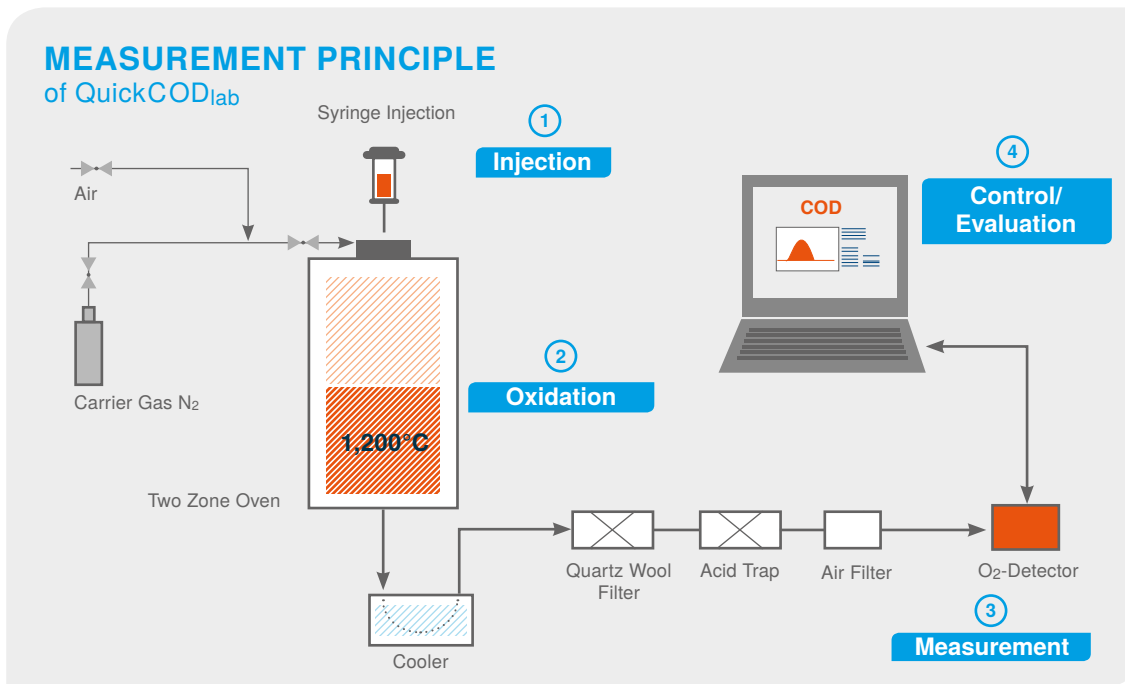 MEASUREMENT PRINCIPLE
of QuickCODlab
Syringe Injection
1
Injection
4
Control/
Evaluation
Air
COD
Carrier Gas N2
2
Oxidation
1,200°C
Two Zone Oven
Quartz Wool
Filter
Acid Trap
Air Filter
O2-Detector
3
Measurement
Cooler